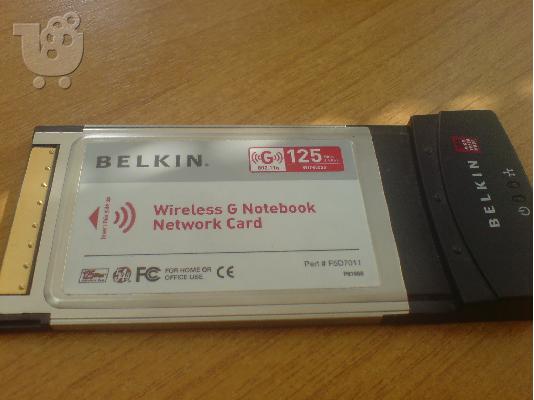 BELKIN.
G 125
802.11g
Wireless G Notebook
Network Card
FC FOR HOME OR
OFFICE USE. CE
Part # F5D7011
BELKIN